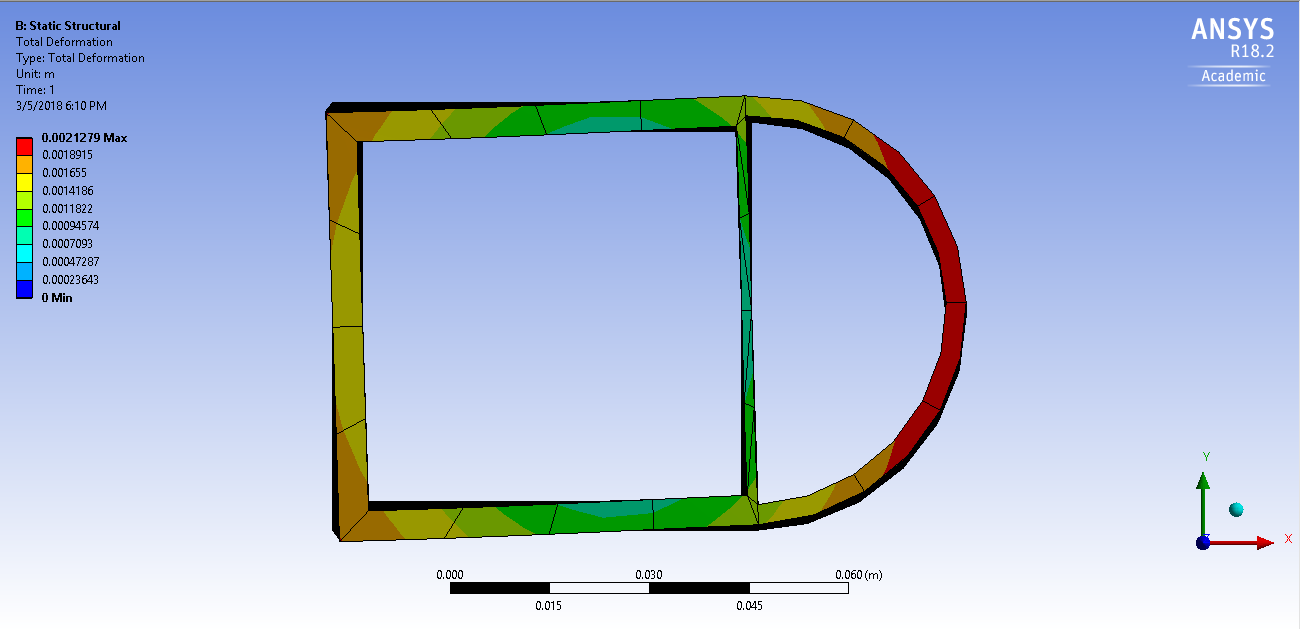 B: Static Structural
Total Deformation
Type: Total Deformation
Unit: m
Time: 1
3/5/2018 6:10 PM
0.0021279 Max
0.0018915
0.001655
0.0014186
0.0011822
0.00094574
0.0007093
0.00047287
0.00023643
0 Min
ANSYS
R18.2
Academic
Y
Z
X
0.000 0.030 0.060 (m)
0.015 0.045